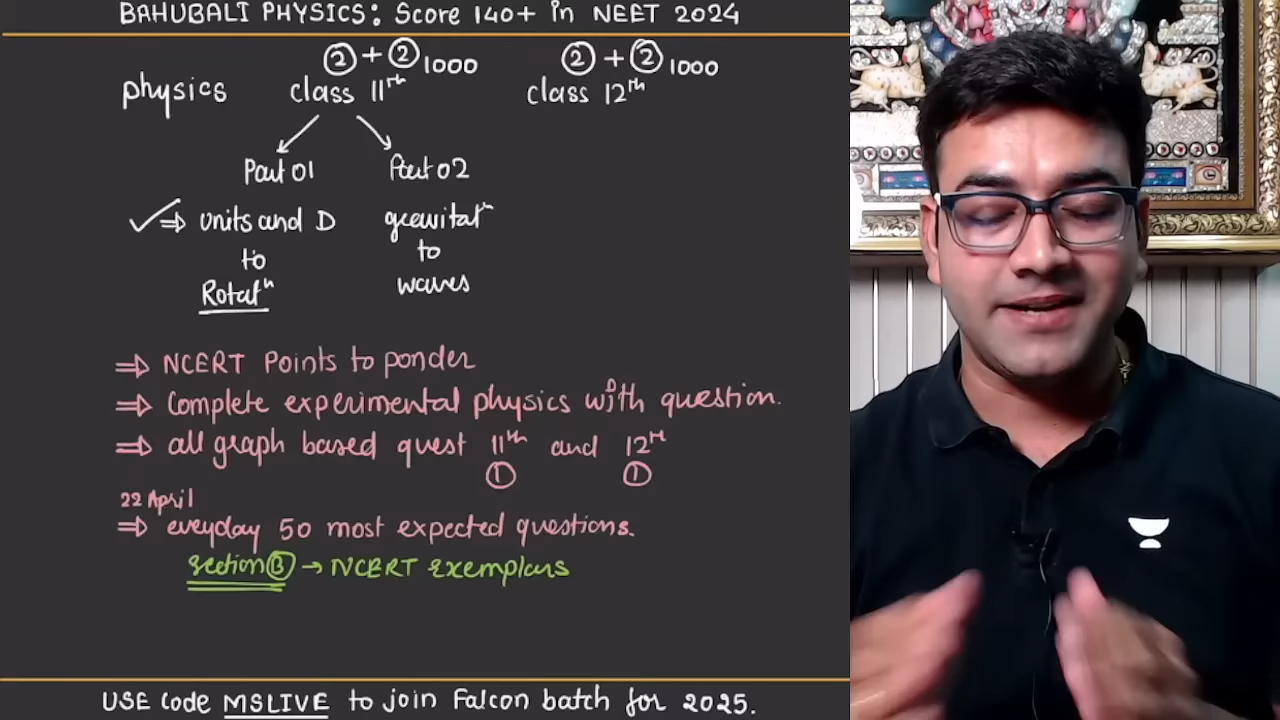 BAHUBALI PHYSICS: Score 140+ in NEET 2024
2 + 2 1000 2 + 2 1000
physics class 11th class 12th
Part 01 Part 02
✓⇒ Units and D gravitatn
to to
Rotatn waves
⇒ NCERT Points to ponder
⇒ Complete experimental physics with question.
⇒ all graph based quest 11th and 12th
1 1
22 April
⇒ everyday 50 most expected questions.
Section B → NCERT Exemplars
USE Code MSLIVE to join Falcon batch for 2025.